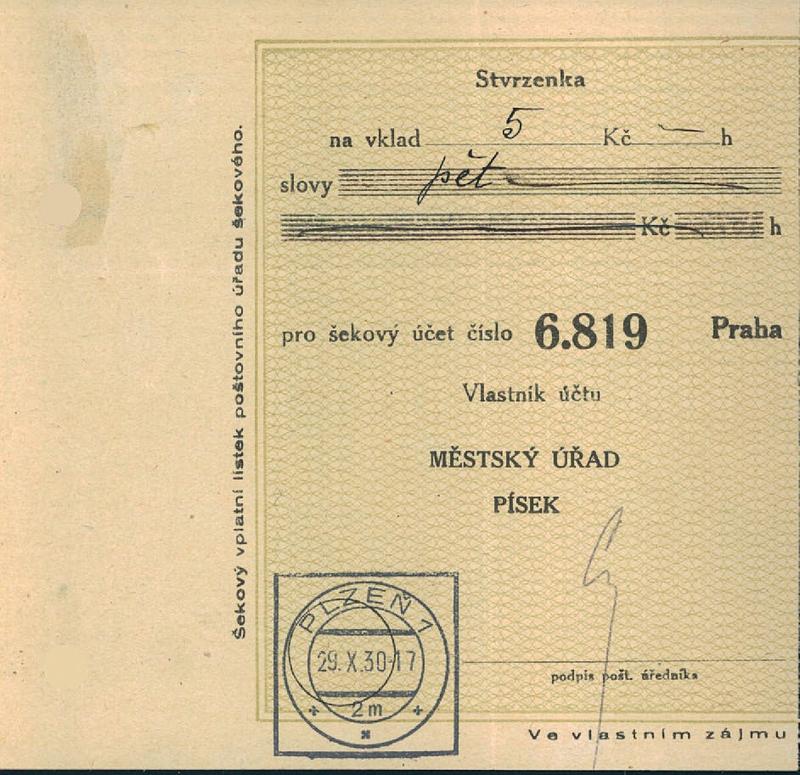 Stvrzenka
na vklad 5 Kč — h
slovy pět
Kč h
pro šekový účet číslo 6.819 Praha
Vlastník účtu
MĚSTSKÝ ÚŘAD
PÍSEK
PLZEŇ 1
29. X. 30-17
2m
podpis pošt. úředníka
Ve vlastním zájmu
Šekový vplatní lístek poštovního úřadu šekového.